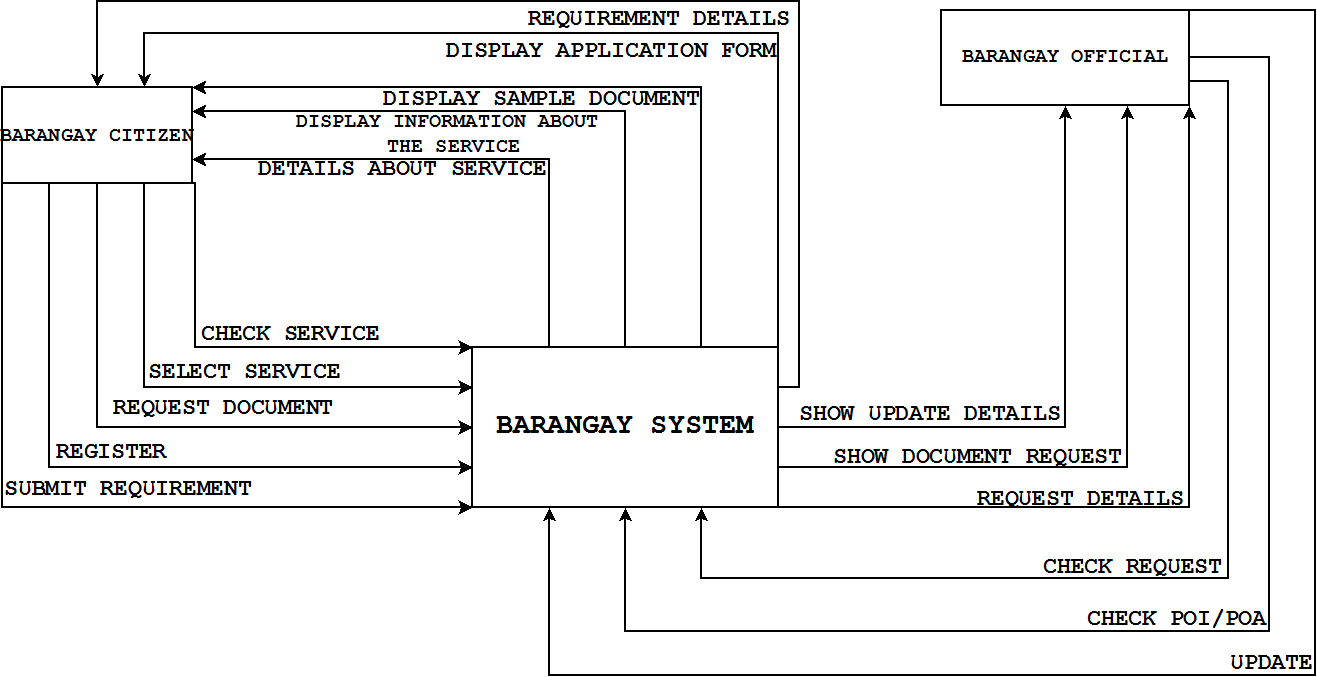 REQUIREMENT DETAILS
DISPLAY APPLICATION FORM
BARANGAY OFFICIAL
DISPLAY SAMPLE DOCUMENT
DISPLAY INFORMATION ABOUT
THE SERVICE
BARANGAY CITIZEN
DETAILS ABOUT SERVICE
CHECK SERVICE
SELECT SERVICE
REQUEST DOCUMENT
REGISTER
SUBMIT REQUIREMENT
BARANGAY SYSTEM
SHOW UPDATE DETAILS
SHOW DOCUMENT REQUEST
REQUEST DETAILS
CHECK REQUEST
CHECK POI/POA
UPDATE